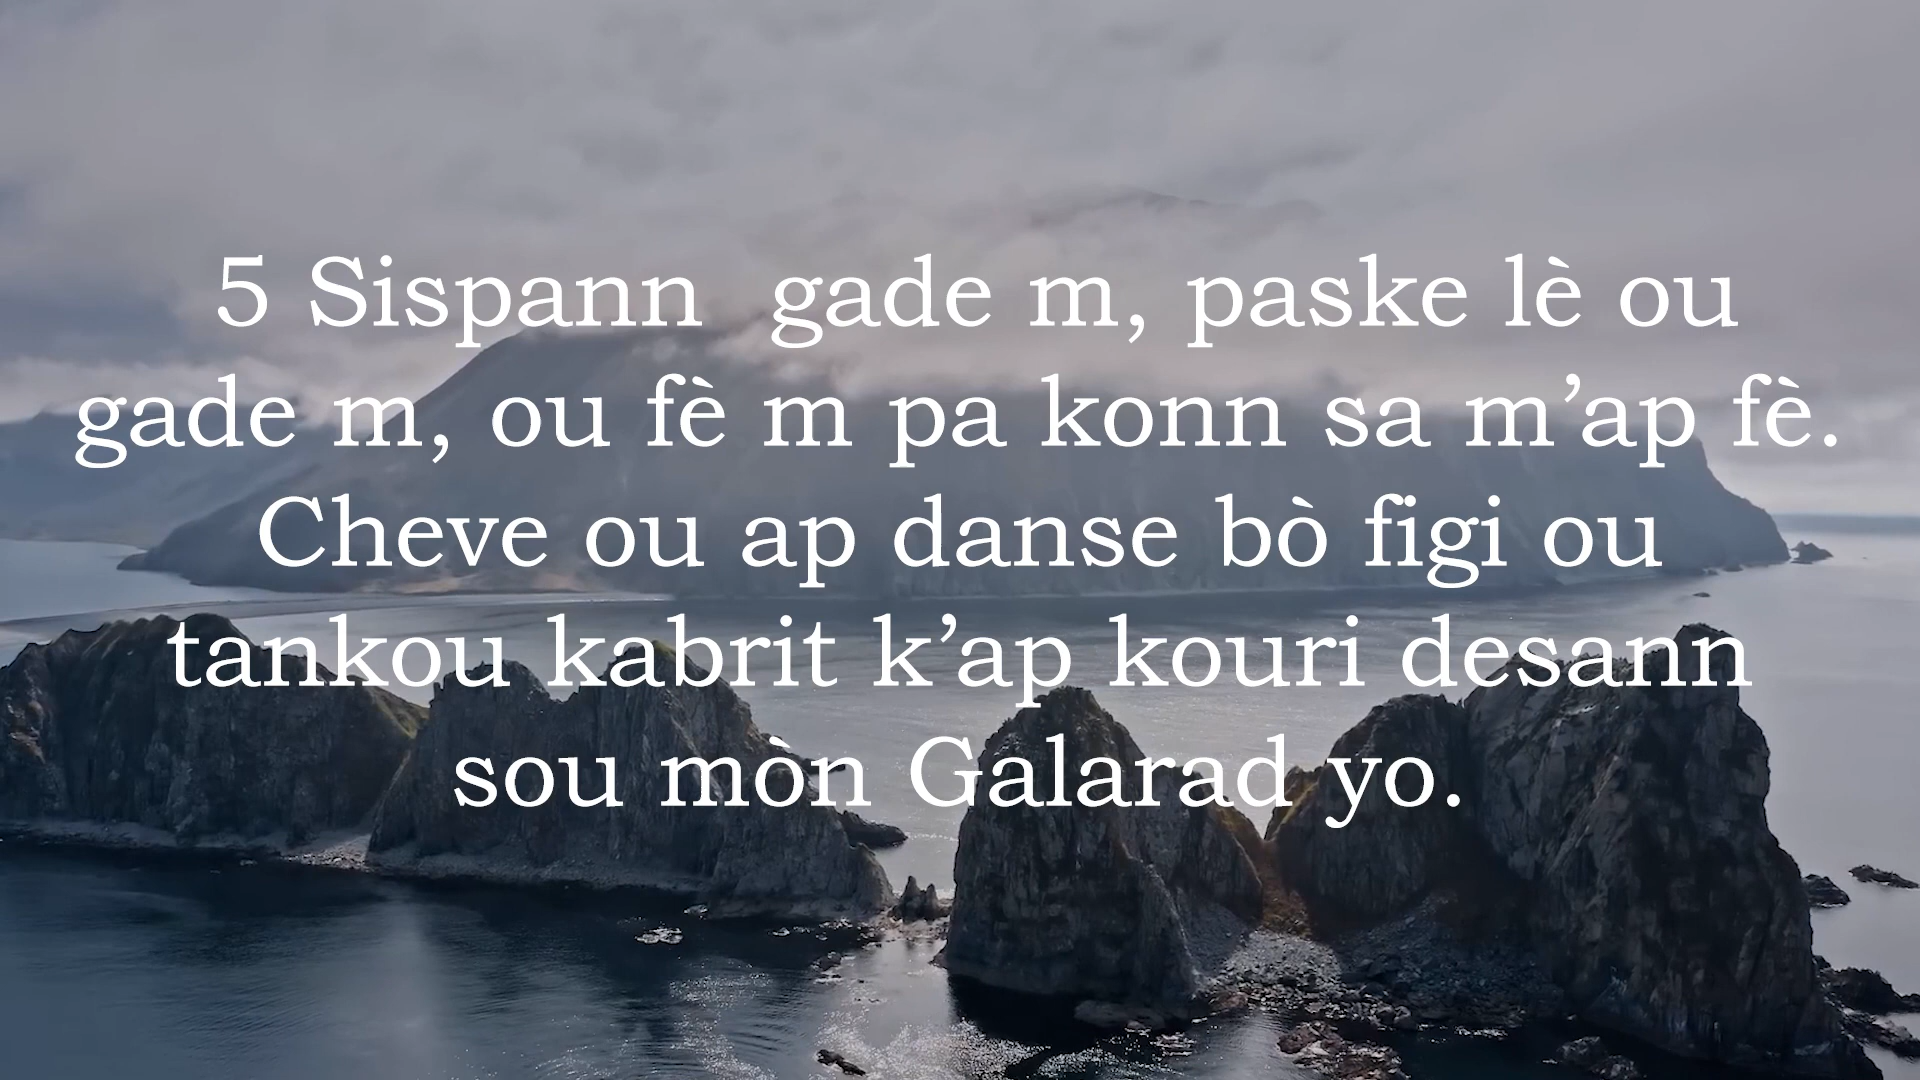 5 Sispann  gade m, paske lè ou
gade m, ou fè m pa konn sa m’ap fè.
Cheve ou ap danse bò figi ou
tankou kabrit k’ap kouri desann
sou mòn Galarad yo.